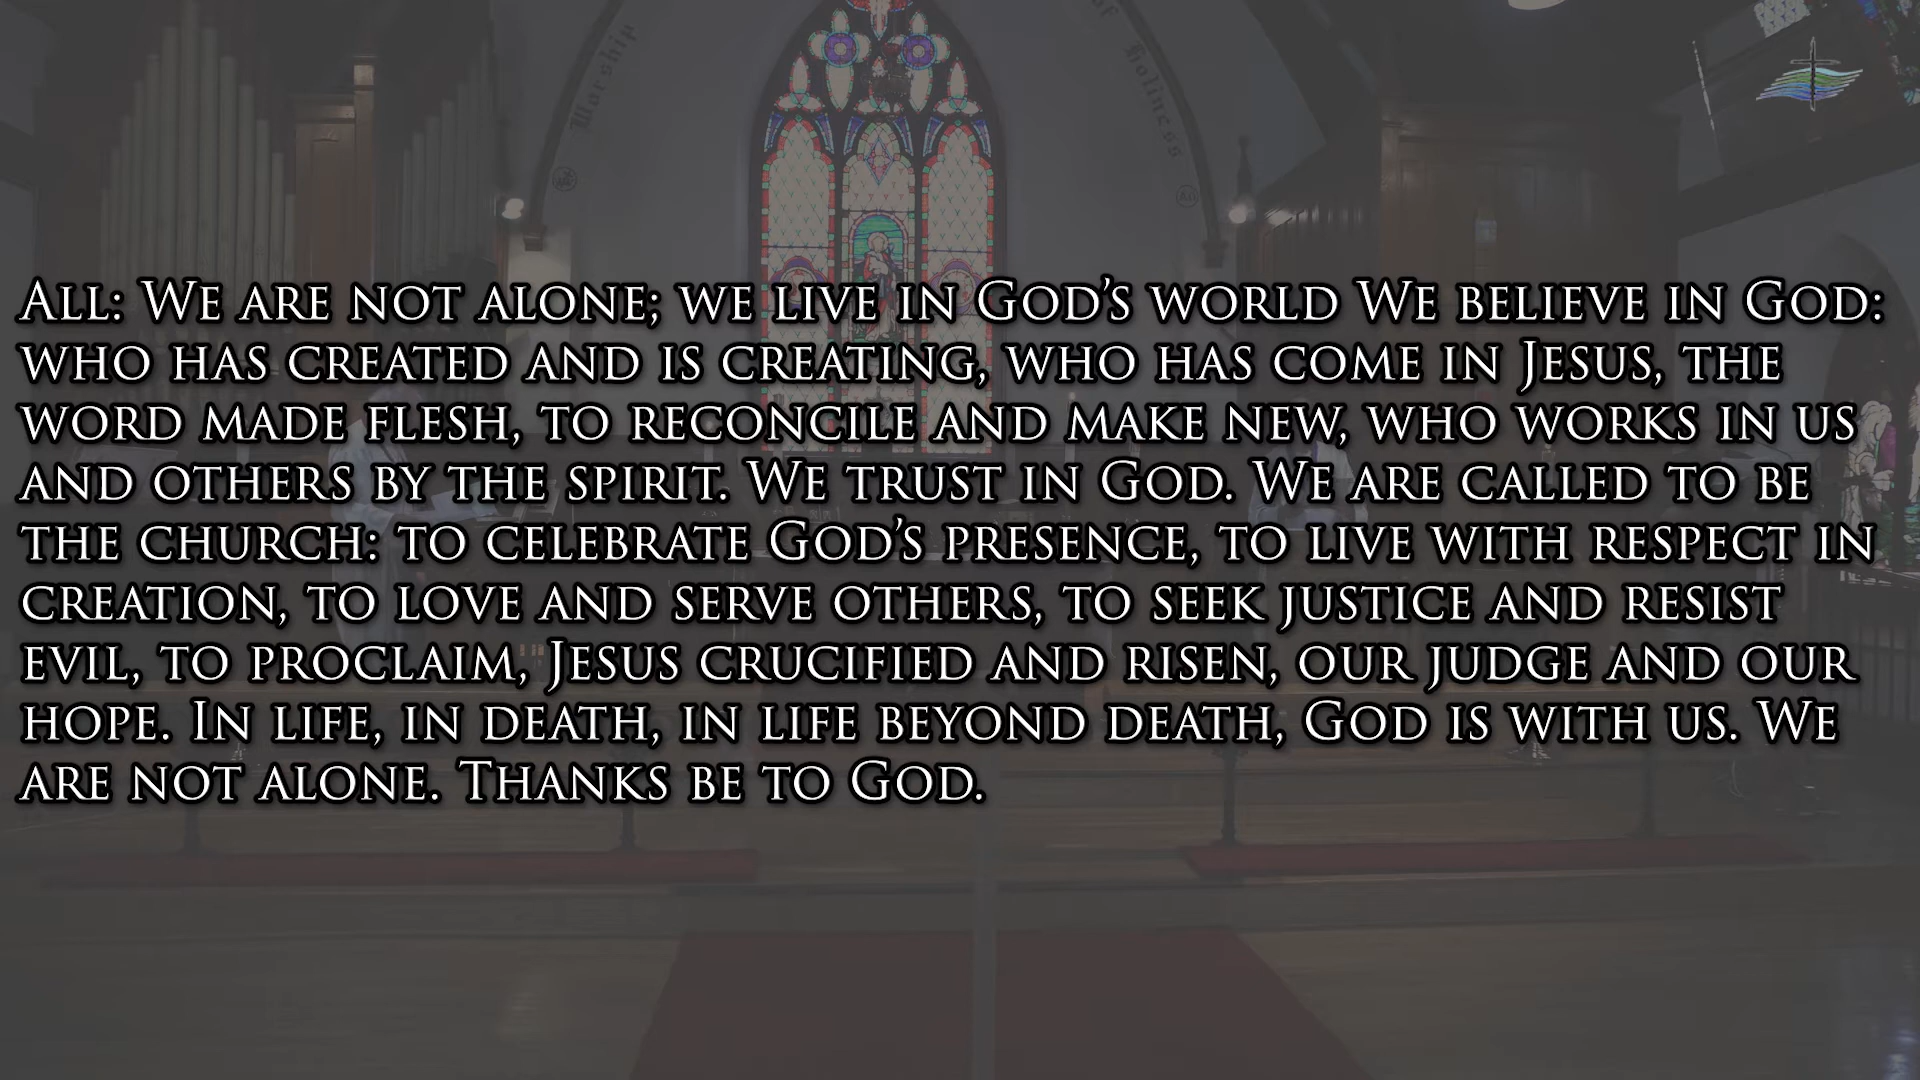 Worship
of
Holiness
All: We are not alone; we live in God’s world We believe in God:
who has created and is creating, who has come in Jesus, the
word made flesh, to reconcile and make new, who works in us
and others by the spirit. We trust in God. We are called to be
the church: to celebrate God’s presence, to live with respect in
creation, to love and serve others, to seek justice and resist
evil, to proclaim, Jesus crucified and risen, our judge and our
hope. In life, in death, in life beyond death, God is with us. We
are not alone. Thanks be to God.